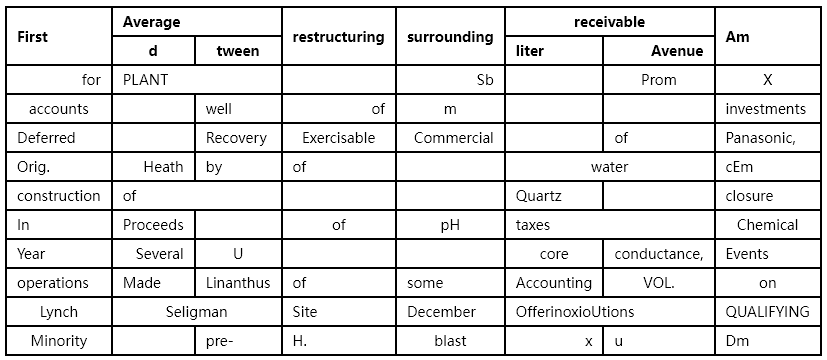 First Average restructuring surrounding receivable Am
d tween liter Avenue
for PLANT Sb Prom X
accounts well of m investments
Deferred Recovery Exercisable Commercial of Panasonic,
Orig. Heath by of water cEm
construction of Quartz closure
In Proceeds of pH taxes Chemical
Year Several U core conductance, Events
operations Made Linanthus of some Accounting VOL. on
Lynch Seligman Site December OfferinoxioUtions QUALIFYING
Minority pre- H. blast x u Dm